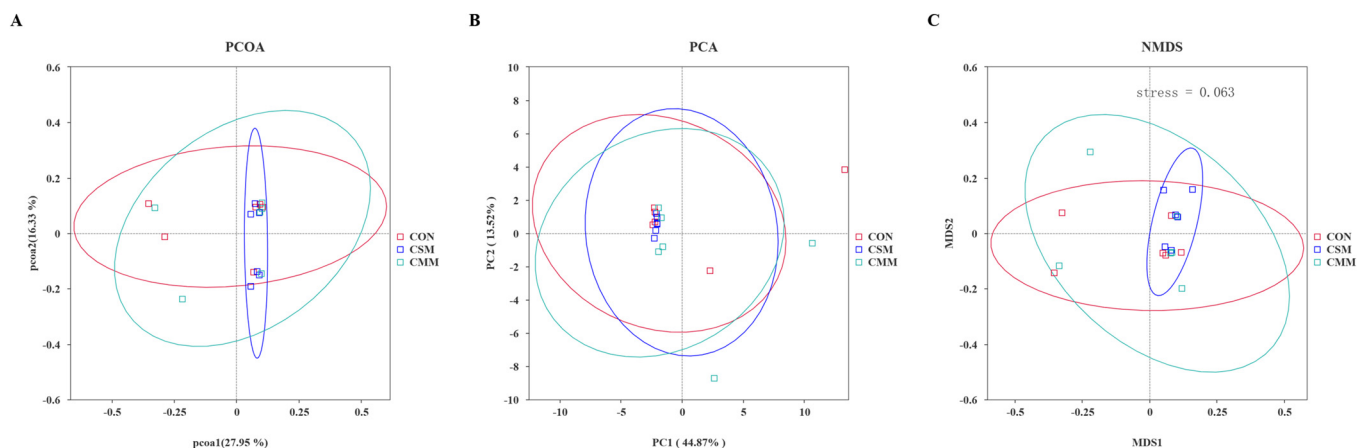 A
PCOA
pcoa2(16.33 %)
0.6
0.4
0.2
0
-0.2
-0.4
-0.6
-0.5
-0.25
0
0.25
0.5
pcoa1(27.95 %)
CON
CSM
CMM
B
PCA
PC2 ( 13.52%)
10
8
6
4
2
0
-2
-4
-6
-8
-10
-10
-5
0
5
10
PC1 ( 44.87%)
CON
CSM
CMM
C
NMDS
stress = 0.063
MDS2
0.6
0.4
0.2
0
-0.2
-0.4
-0.6
-0.5
-0.25
0
0.25
0.5
MDS1
CON
CSM
CMM